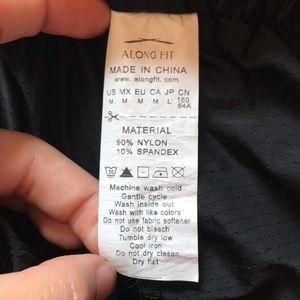 ALONG FIT
MADE IN CHINA
www.alongfit.com
US MX EU CA JP CN
M M M M L 160
64A
MATERIAL
90% NYLON
10% SPANDEX
Machine wash cold
Gentle cycle
Wash inside out
Wash with like colors
Do not use fabric softener
Do not bleach
Tumble dry low
Cool iron
Do not dry clesan
Dry flat